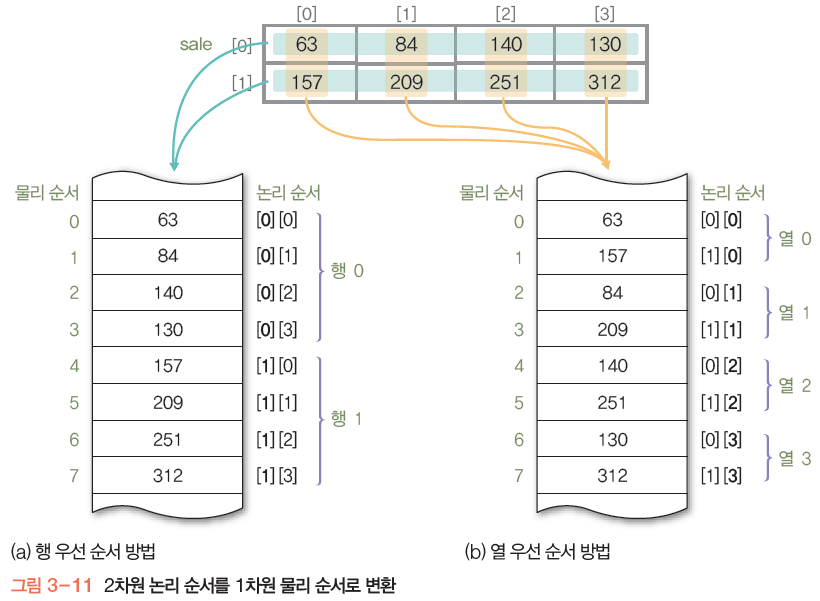 [0] [1] [2] [3]
sale [0] 63 84 140 130
[1] 157 209 251 312
물리 순서 논리 순서
0 63 [0][0]
1 84 [0][1]
2 140 [0][2]
3 130 [0][3]
행 0
4 157 [1][0]
5 209 [1][1]
6 251 [1][2]
7 312 [1][3]
행 1
(a) 행 우선 순서 방법
물리 순서 논리 순서
0 63 [0][0]
1 157 [1][0]
열 0
2 84 [0][1]
3 209 [1][1]
열 1
4 140 [0][2]
5 251 [1][2]
열 2
6 130 [0][3]
7 312 [1][3]
열 3
(b) 열 우선 순서 방법
그림 3-11 2차원 논리 순서를 1차원 물리 순서로 변환